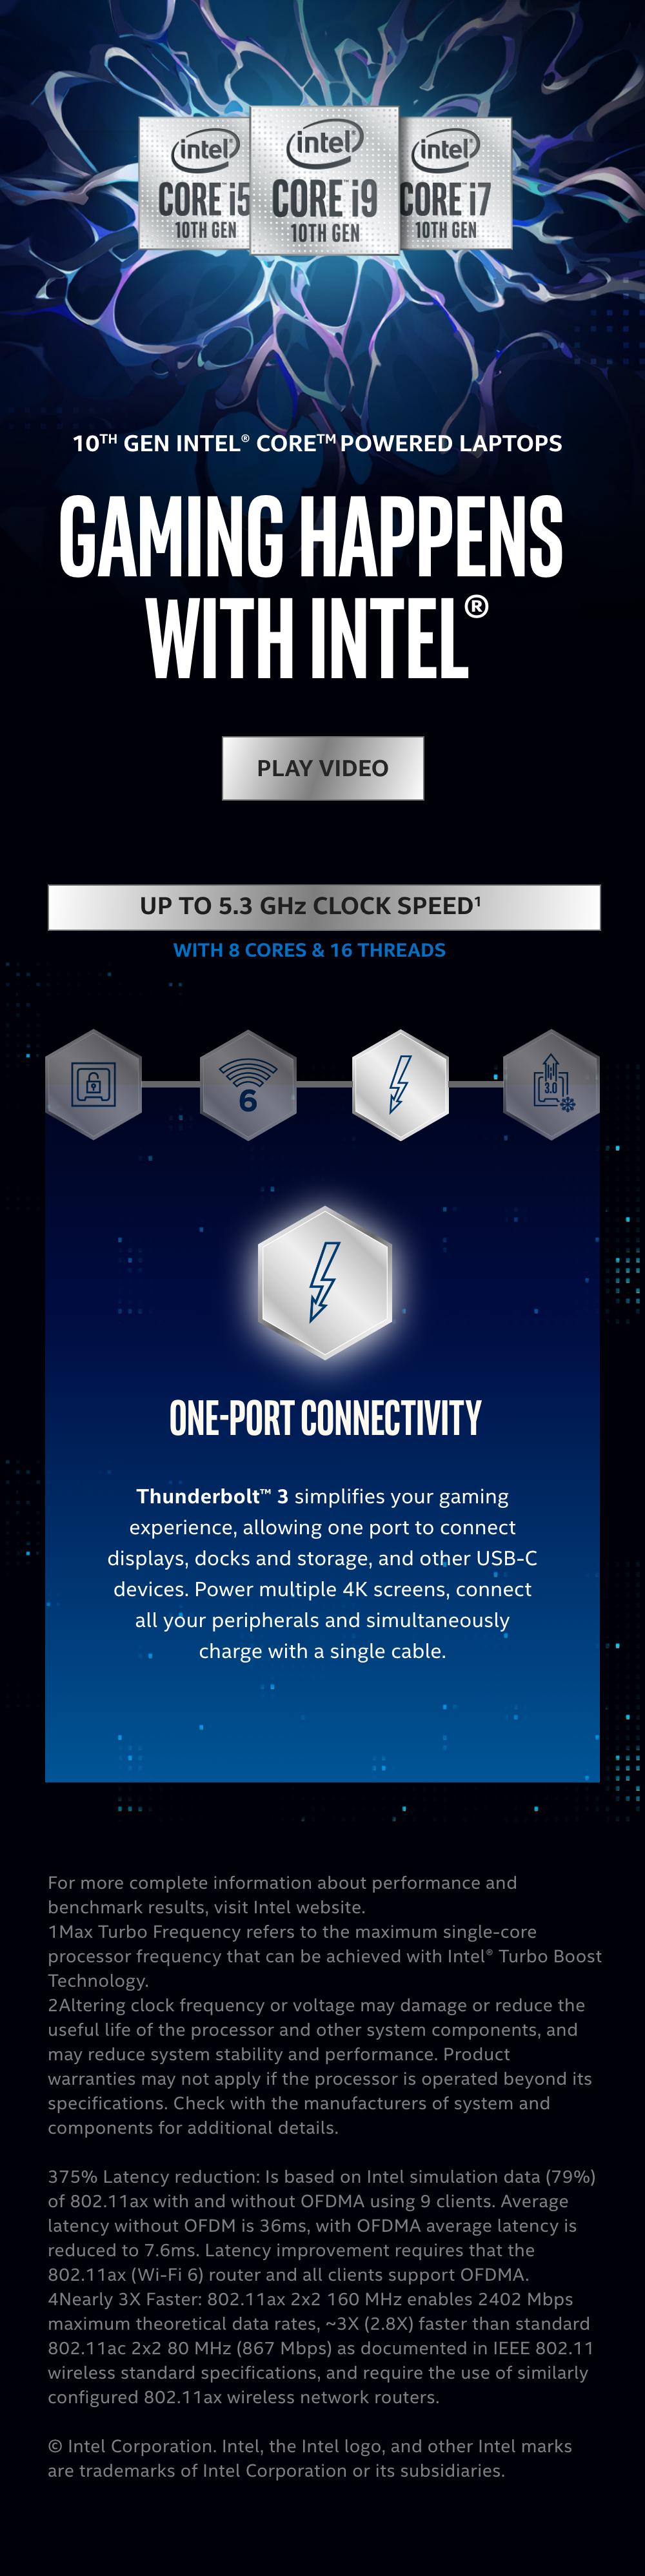 intel®
CORE i5
10TH GEN
intel®
CORE™ i9
10TH GEN
intel®
CORE™ i7
10TH GEN
10TH GEN INTEL® CORE™ POWERED LAPTOPS
GAMING HAPPENS
WITH INTEL®
PLAY VIDEO
UP TO 5.3 GHz CLOCK SPEED¹
WITH 8 CORES & 16 THREADS
6
3.0
ONE-PORT CONNECTIVITY
Thunderbolt™ 3 simplifies your gaming
experience, allowing one port to connect
displays, docks and storage, and other USB-C
devices. Power multiple 4K screens, connect
all your peripherals and simultaneously
charge with a single cable.
For more complete information about performance and
benchmark results, visit Intel website.
1Max Turbo Frequency refers to the maximum single-core
processor frequency that can be achieved with Intel® Turbo Boost
Technology.
2Altering clock frequency or voltage may damage or reduce the
useful life of the processor and other system components, and
may reduce system stability and performance. Product
warranties may not apply if the processor is operated beyond its
specifications. Check with the manufacturers of system and
components for additional details.
375% Latency reduction: Is based on Intel simulation data (79%)
of 802.11ax with and without OFDMA using 9 clients. Average
latency without OFDM is 36ms, with OFDMA average latency is
reduced to 7.6ms. Latency improvement requires that the
802.11ax (Wi-Fi 6) router and all clients support OFDMA.
4Nearly 3X Faster: 802.11ax 2x2 160 MHz enables 2402 Mbps
maximum theoretical data rates, ~3X (2.8X) faster than standard
802.11ac 2x2 80 MHz (867 Mbps) as documented in IEEE 802.11
wireless standard specifications, and require the use of similarly
configured 802.11ax wireless network routers.
© Intel Corporation. Intel, the Intel logo, and other Intel marks
are trademarks of Intel Corporation or its subsidiaries.